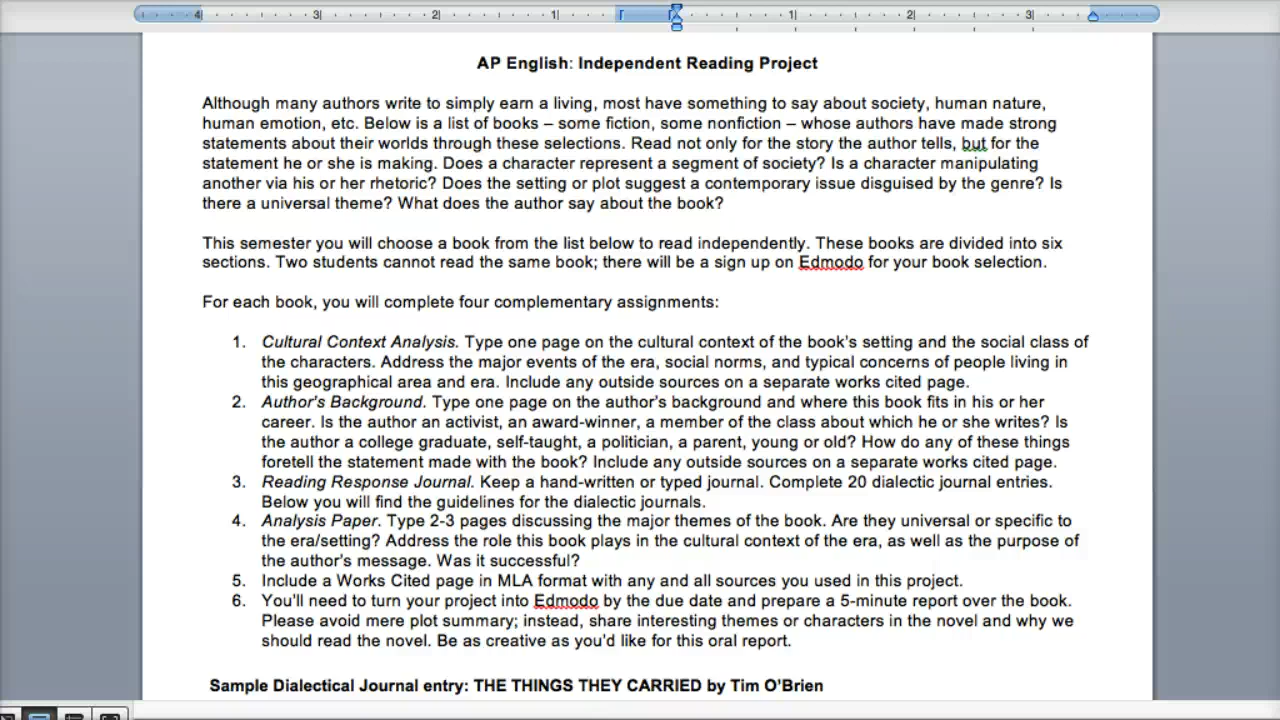 4 3 2 1 1 2 3
AP English: Independent Reading Project
Although many authors write to simply earn a living, most have something to say about society, human nature,
human emotion, etc. Below is a list of books – some fiction, some nonfiction – whose authors have made strong
statements about their worlds through these selections. Read not only for the story the author tells, but for the
statement he or she is making. Does a character represent a segment of society? Is a character manipulating
another via his or her rhetoric? Does the setting or plot suggest a contemporary issue disguised by the genre? Is
there a universal theme? What does the author say about the book?
This semester you will choose a book from the list below to read independently. These books are divided into six
sections. Two students cannot read the same book; there will be a sign up on Edmodo for your book selection.
For each book, you will complete four complementary assignments:
1. Cultural Context Analysis. Type one page on the cultural context of the book's setting and the social class of
the characters. Address the major events of the era, social norms, and typical concerns of people living in
this geographical area and era. Include any outside sources on a separate works cited page.
2. Author's Background. Type one page on the author's background and where this book fits in his or her
career. Is the author an activist, an award-winner, a member of the class about which he or she writes? Is
the author a college graduate, self-taught, a politician, a parent, young or old? How do any of these things
foretell the statement made with the book? Include any outside sources on a separate works cited page.
3. Reading Response Journal. Keep a hand-written or typed journal. Complete 20 dialectic journal entries.
Below you will find the guidelines for the dialectic journals.
4. Analysis Paper. Type 2-3 pages discussing the major themes of the book. Are they universal or specific to
the era/setting? Address the role this book plays in the cultural context of the era, as well as the purpose of
the author's message. Was it successful?
5. Include a Works Cited page in MLA format with any and all sources you used in this project.
6. You'll need to turn your project into Edmodo by the due date and prepare a 5-minute report over the book.
Please avoid mere plot summary; instead, share interesting themes or characters in the novel and why we
should read the novel. Be as creative as you'd like for this oral report.
Sample Dialectical Journal entry: THE THINGS THEY CARRIED by Tim O'Brien